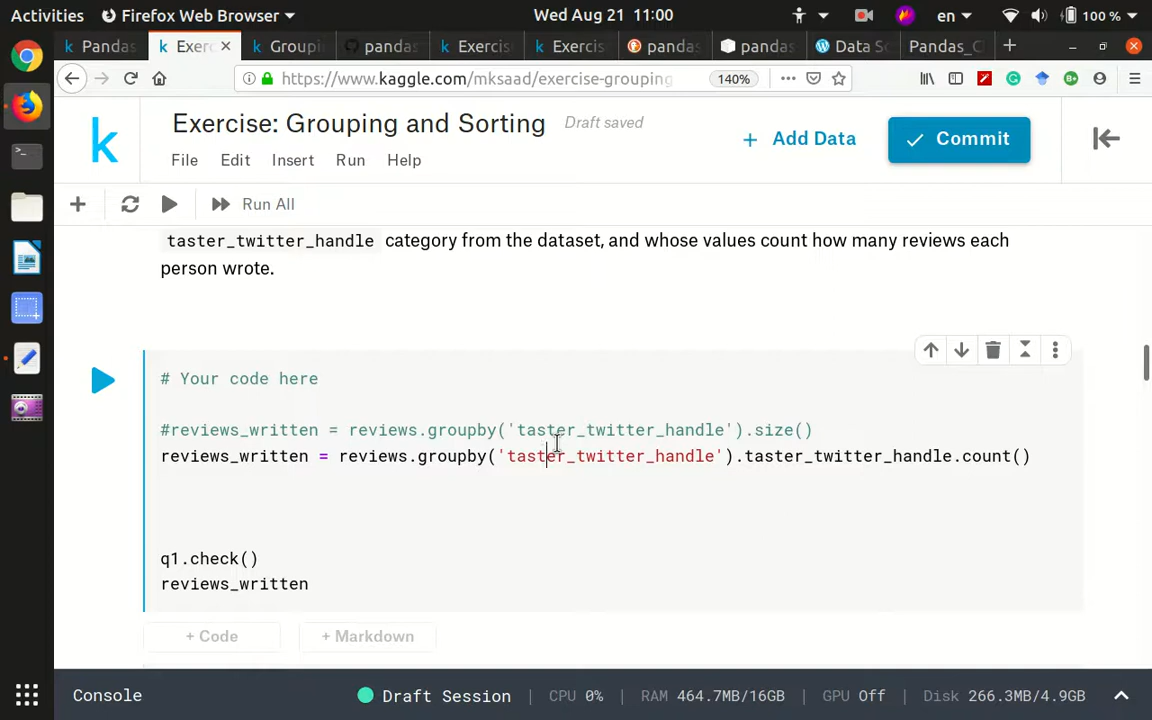 Activities Firefox Web Browser Wed Aug 21 11:00 en 100 %
Pandas Exerc Groupi pandas Exercis Exercis pandas pandas Data Sc Pandas_C
https://www.kaggle.com/mksaad/exercise-grouping 140%
k Exercise: Grouping and Sorting Draft saved + Add Data Commit
File Edit Insert Run Help
Run All
taster_twitter_handle category from the dataset, and whose values count how many reviews each
person wrote.
# Your code here
#reviews_written = reviews.groupby('taster_twitter_handle').size()
reviews_written = reviews.groupby('taster_twitter_handle').taster_twitter_handle.count()
q1.check()
reviews_written
+ Code + Markdown
Console Draft Session CPU 0% RAM 464.7MB/16GB GPU Off Disk 266.3MB/4.9GB